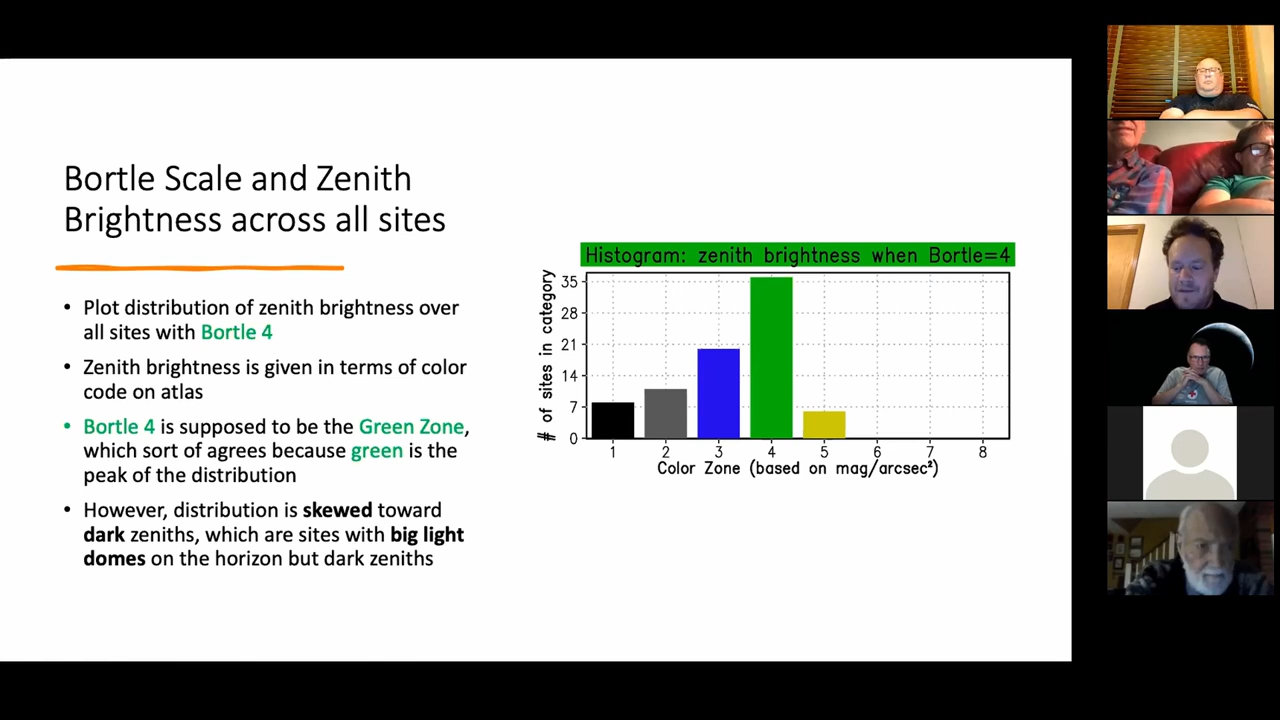 Bortle Scale and Zenith
Brightness across all sites
• Plot distribution of zenith brightness over
all sites with Bortle 4
• Zenith brightness is given in terms of color
code on atlas
• Bortle 4 is supposed to be the Green Zone,
which sort of agrees because green is the
peak of the distribution
• However, distribution is skewed toward
dark zeniths, which are sites with big light
domes on the horizon but dark zeniths
Histogram: zenith brightness when Bortle=4
# of sites in category
35
28
21
14
7
0
1 2 3 4 5 6 7 8
Color Zone (based on mag/arcsec²)